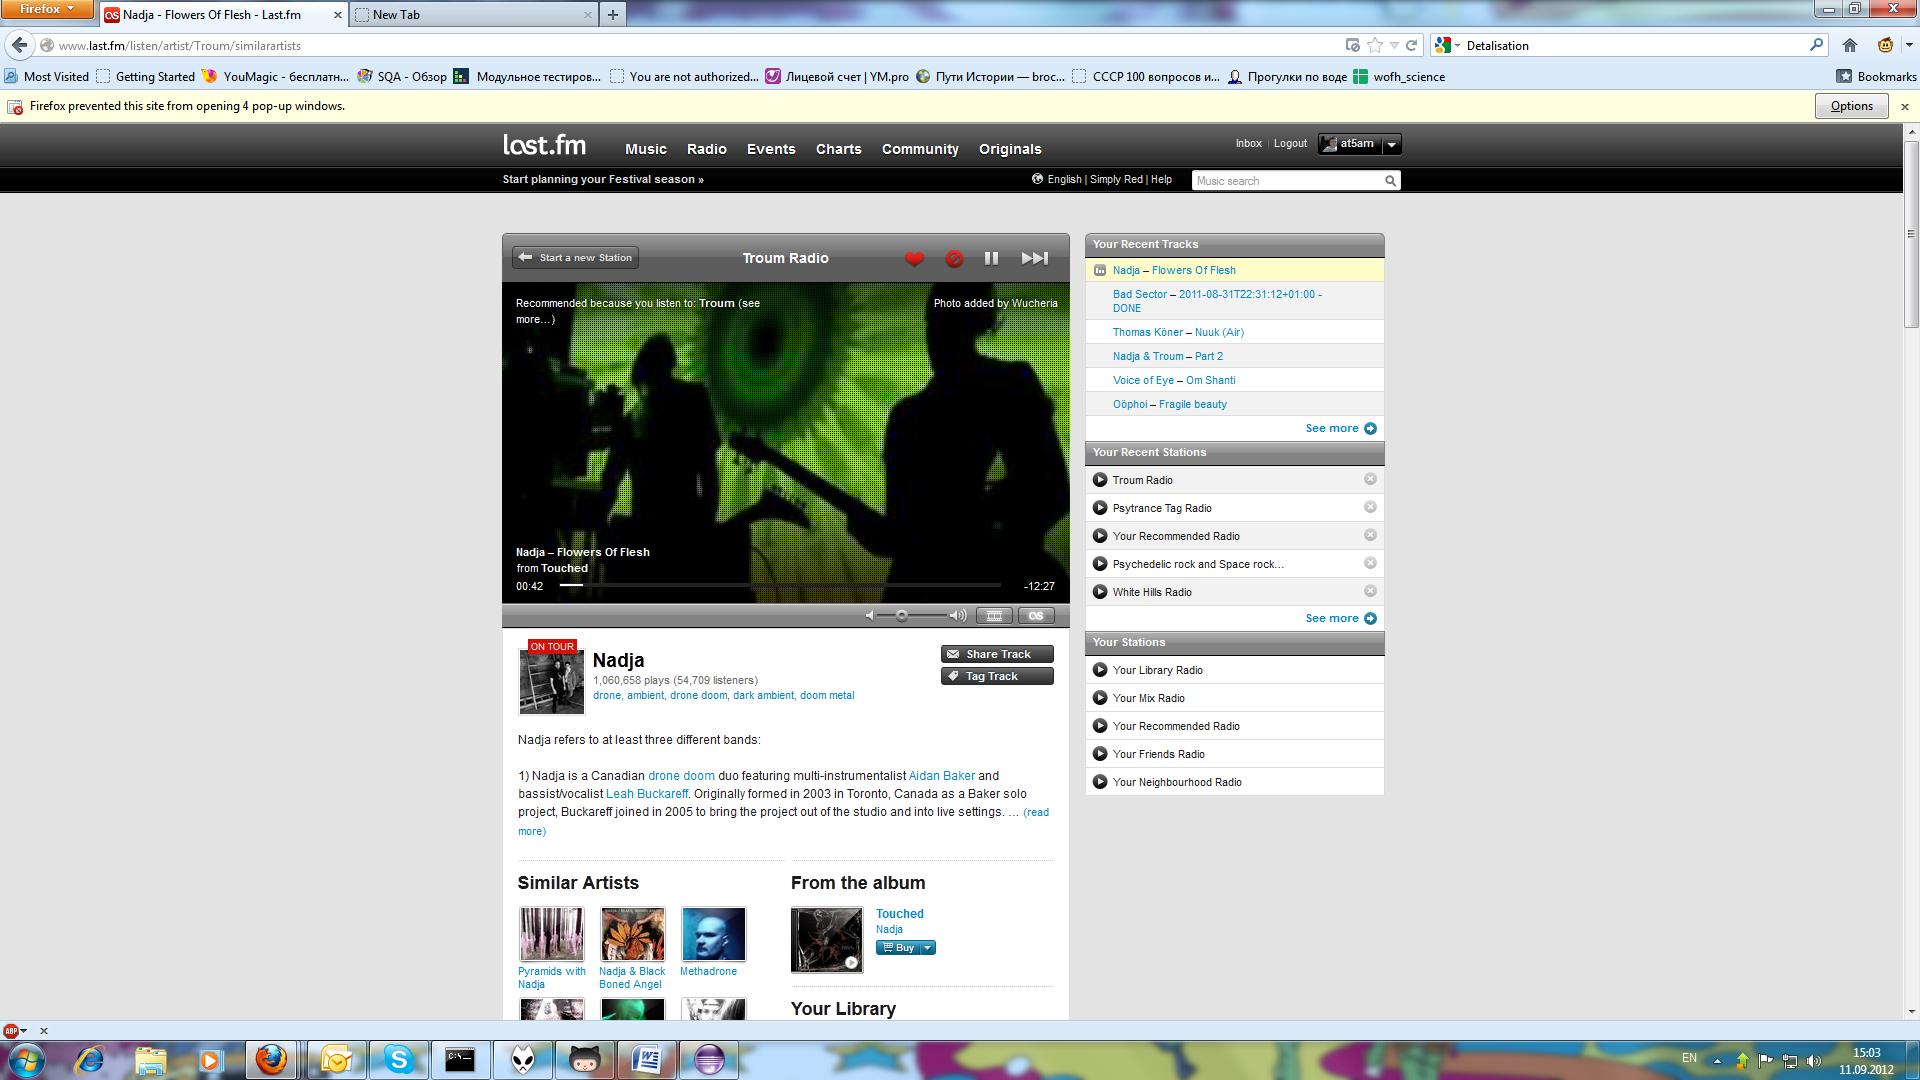 Firefox
Nadja - Flowers Of Flesh - Last.fm
New Tab
www.last.fm/listen/artist/Troum/similarartists
Detalisation
Most Visited
Getting Started
YouMagic - бесплатн...
SQA - Обзор
Модульное тестиров...
You are not authorized...
Лицевой счет | YM.pro
Пути Истории — broc...
СССР 100 вопросов и...
Прогулки по воде
wofh_science
Bookmarks
Firefox prevented this site from opening 4 pop-up windows.
Options
last.fm
Music
Radio
Events
Charts
Community
Originals
Inbox | Logout
at5am
Start planning your Festival season »
English | Simply Red | Help
Music search
Start a new Station
Troum Radio
Recommended because you listen to: Troum (see
more...)
Photo added by Wucheria
Nadja – Flowers Of Flesh
from Touched
00:42
-12:27
Your Recent Tracks
Nadja – Flowers Of Flesh
Bad Sector – 2011-08-31T22:31:12+01:00 -
DONE
Thomas Köner – Nuuk (Air)
Nadja & Troum – Part 2
Voice of Eye – Om Shanti
Oöphoi – Fragile beauty
See more
Your Recent Stations
Troum Radio
Psytrance Tag Radio
Your Recommended Radio
Psychedelic rock and Space rock...
White Hills Radio
See more
Your Stations
Your Library Radio
Your Mix Radio
Your Recommended Radio
Your Friends Radio
Your Neighbourhood Radio
ON TOUR
Nadja
1,060,658 plays (54,709 listeners)
drone, ambient, drone doom, dark ambient, doom metal
Share Track
Tag Track
Nadja refers to at least three different bands:
1) Nadja is a Canadian drone doom duo featuring multi-instrumentalist Aidan Baker and
bassist/vocalist Leah Buckareff. Originally formed in 2003 in Toronto, Canada as a Baker solo
project, Buckareff joined in 2005 to bring the project out of the studio and into live settings. ... (read
more)
Similar Artists
Pyramids with
Nadja
Nadja & Black
Boned Angel
Methadrone
From the album
Touched
Nadja
Buy
Your Library
ABP
C:\
EN
15:03
11.09.2012